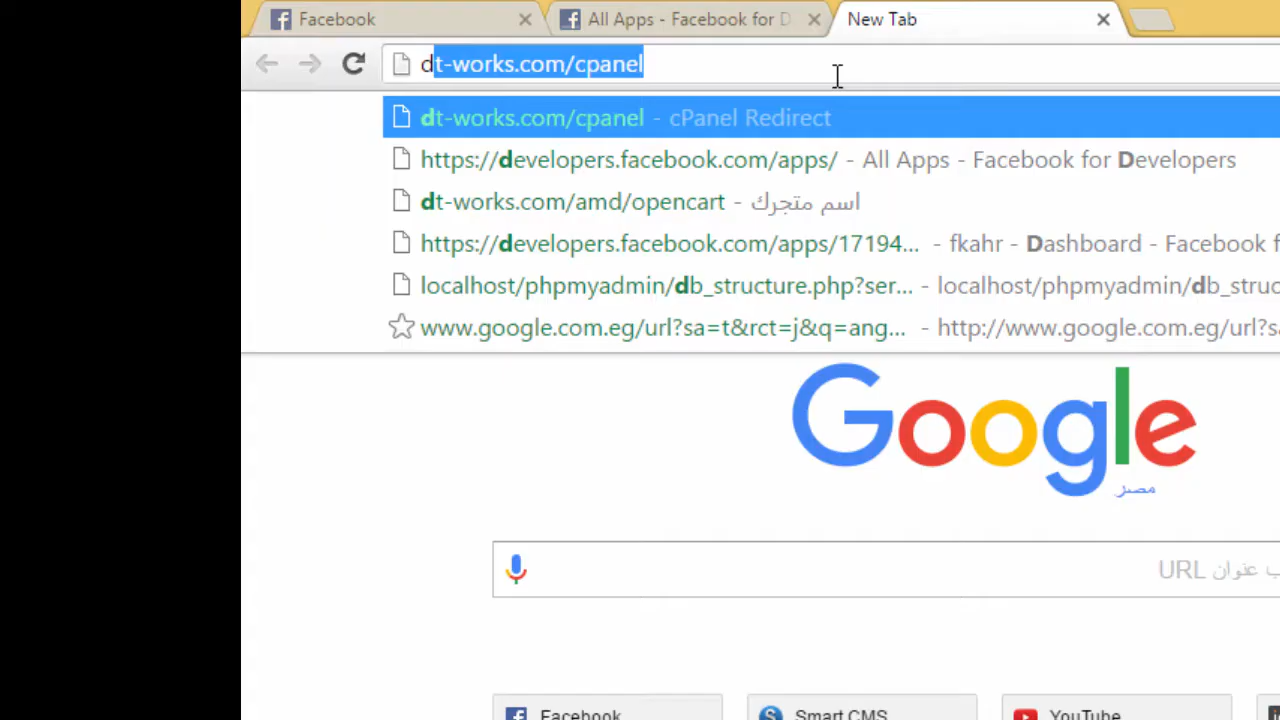 Facebook
All Apps - Facebook for D
New Tab
dt-works.com/cpanel
dt-works.com/cpanel - cPanel Redirect
https://developers.facebook.com/apps/ - All Apps - Facebook for Developers
dt-works.com/amd/opencart - اسم متجرك
https://developers.facebook.com/apps/17194... - fkahr - Dashboard - Facebook f
localhost/phpmyadmin/db_structure.php?ser... - localhost/phpmyadmin/db_struc
www.google.com.eg/url?sa=t&rct=j&q=ang... - http://www.google.com.eg/url?sa
Google
مصر
عنوان URL
Facebook
Smart CMS
YouTube